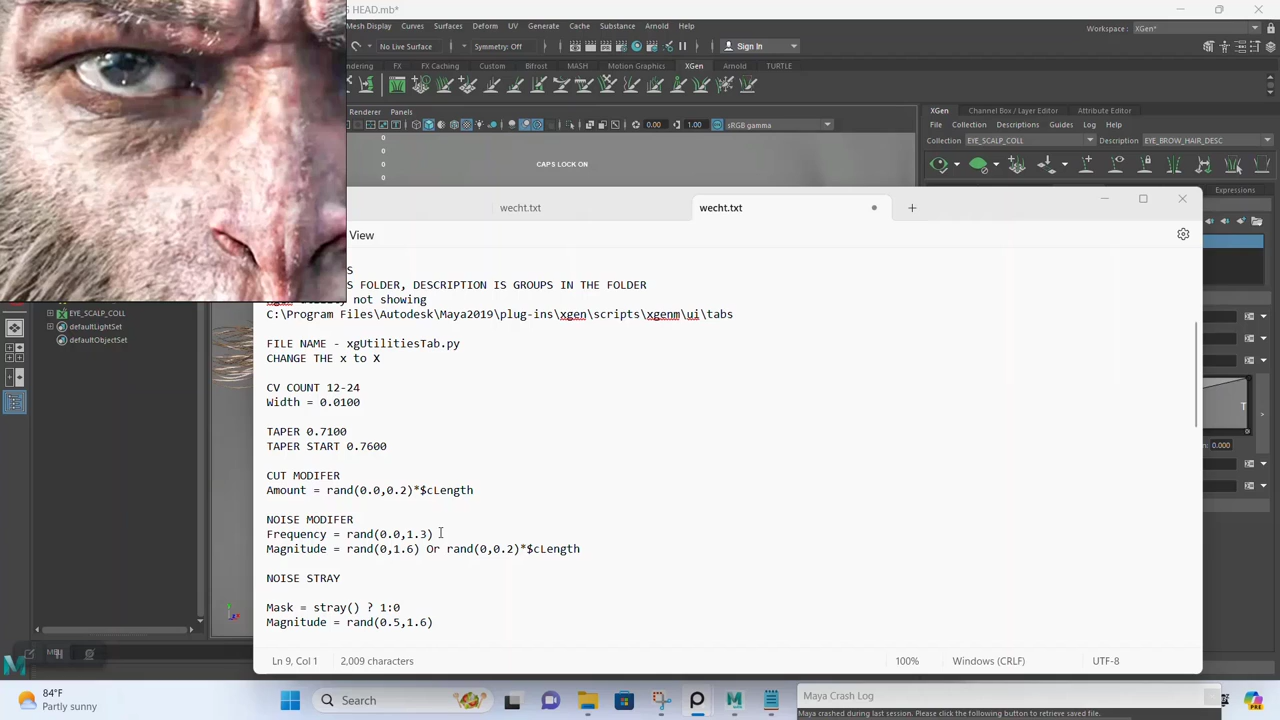 G HEAD.mb*
Mesh Display Curves Surfaces Deform UV Generate Cache Substance Arnold Help
Workspace: XGen*
No Live Surface Symmetry: Off Sign In
FX FX Caching Custom Bifrost MASH Motion Graphics XGen Arnold TURTLE
Renderer Panels
XGen Channel Box / Layer Editor Attribute Editor
0.00 1.00 sRGB gamma
File Collection Descriptions Guides Log Help
Collection EYE_SCALP_COLL Description EYE_BROW_HAIR_DESC
0
0
0
CAPS LOCK ON
Expressions
wecht.txt wecht.txt
View
S
S FOLDER, DESCRIPTION IS GROUPS IN THE FOLDER
not showing
C:\Program Files\Autodesk\Maya2019\plug-ins\xgen\scripts\xgenm\ui\tabs
FILE NAME - xgUtilitiesTab.py
CHANGE THE x to X
CV COUNT 12-24
Width = 0.0100
TAPER 0.7100
TAPER START 0.7600
CUT MODIFER
Amount = rand(0.0,0.2)*$cLength
NOISE MODIFER
Frequency = rand(0.0,1.3)
Magnitude = rand(0,1.6) Or rand(0,0.2)*$cLength
NOISE STRAY
Mask = stray() ? 1:0
Magnitude = rand(0.5,1.6)
Ln 9, Col 1 2,009 characters 100% Windows (CRLF) UTF-8
EYE_SCALP_COLL
defaultLightSet
defaultObjectSet
T
0.000
84°F
Partly sunny
Search
Maya Crash Log
Maya crashed during last session. Please click the following button to retrieve saved file.